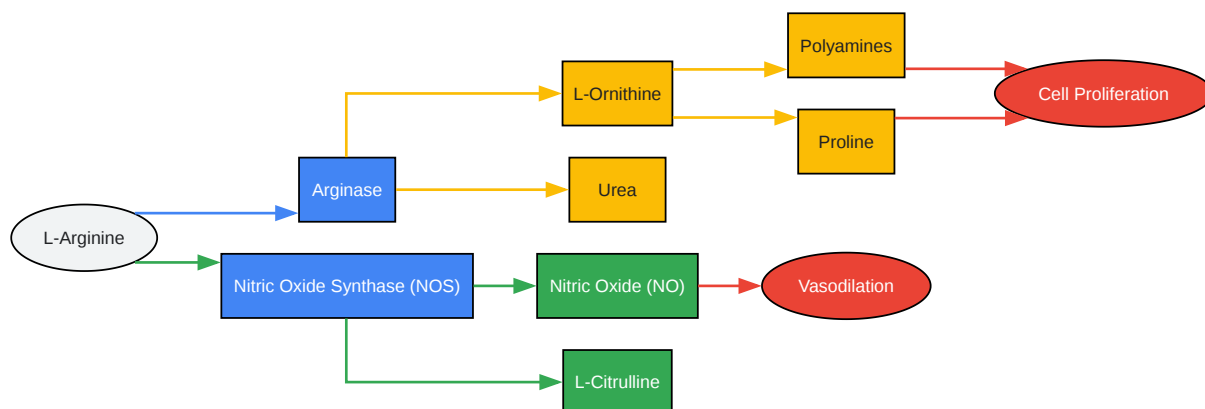 Polyamines
L-Ornithine
Cell Proliferation
Proline
Arginase
Urea
L-Arginine
Nitric Oxide Synthase (NOS)
Nitric Oxide (NO)
Vasodilation
L-Citrulline